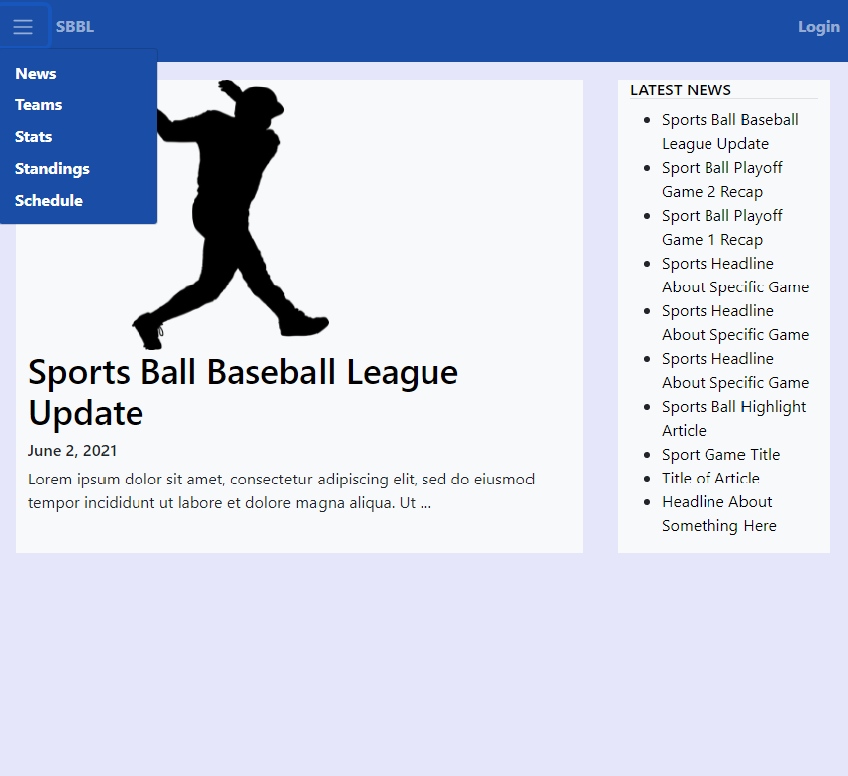 SBBL
Login
News
Teams
Stats
Standings
Schedule
Sports Ball Baseball League
Update
June 2, 2021
Lorem ipsum dolor sit amet, consectetur adipiscing elit, sed do eiusmod
tempor incididunt ut labore et dolore magna aliqua. Ut ...
LATEST NEWS
Sports Ball Baseball
League Update
Sport Ball Playoff
Game 2 Recap
Sport Ball Playoff
Game 1 Recap
Sports Headline
About Specific Game
Sports Headline
About Specific Game
Sports Headline
About Specific Game
Sports Ball Highlight
Article
Sport Game Title
Title of Article
Headline About
Something Here